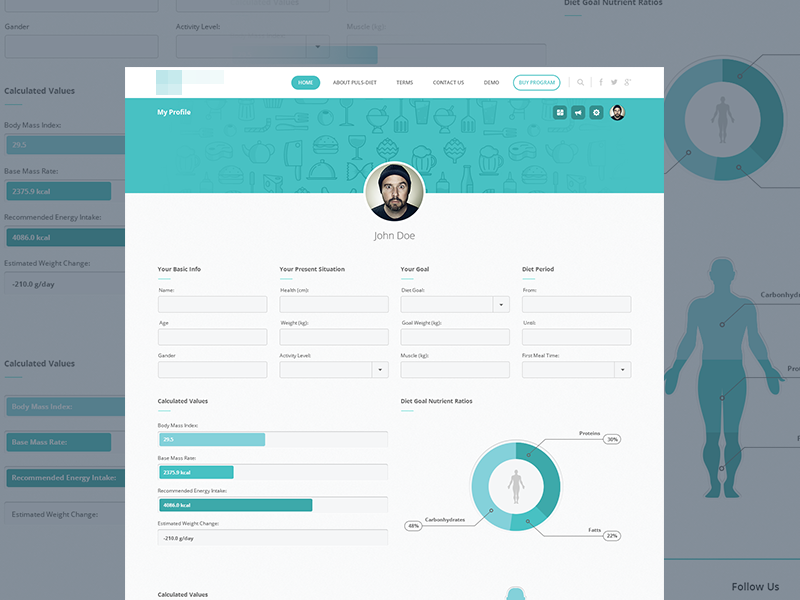 Diet Goal Nutrient Ratios
Gander
Activity Level:
Muscle (kg):
Calculated Values
Body Mass Index:
29.5
Base Mass Rate:
2375.9 kcal
Recommended Energy Intake:
4086.0 kcal
Estimated Weight Change:
-210.0 g/day
Calculated Values
Body Mass Index:
Base Mass Rate:
Recommended Energy Intake:
Estimated Weight Change:
HOME ABOUT PULS-DIET TERMS CONTACT US DEMO BUY PROGRAM
My Profile
John Doe
Your Basic Info Your Present Situation Your Goal Diet Period
Name: Health (cm): Diet Goal: From:
Age Weight (kg): Goal Weight (kg): Until:
Gander Activity Level: Muscle (kg): First Meal Time:
Calculated Values Diet Goal Nutrient Ratios
Body Mass Index:
29.5
Base Mass Rate:
2375.9 kcal
Recommended Energy Intake:
4086.0 kcal
Estimated Weight Change:
-210.0 g/day
Proteins 30%
48% Carbonhydrates
Fatts 22%
Calculated Values
Carbonhydr
Pro
F
Follow Us